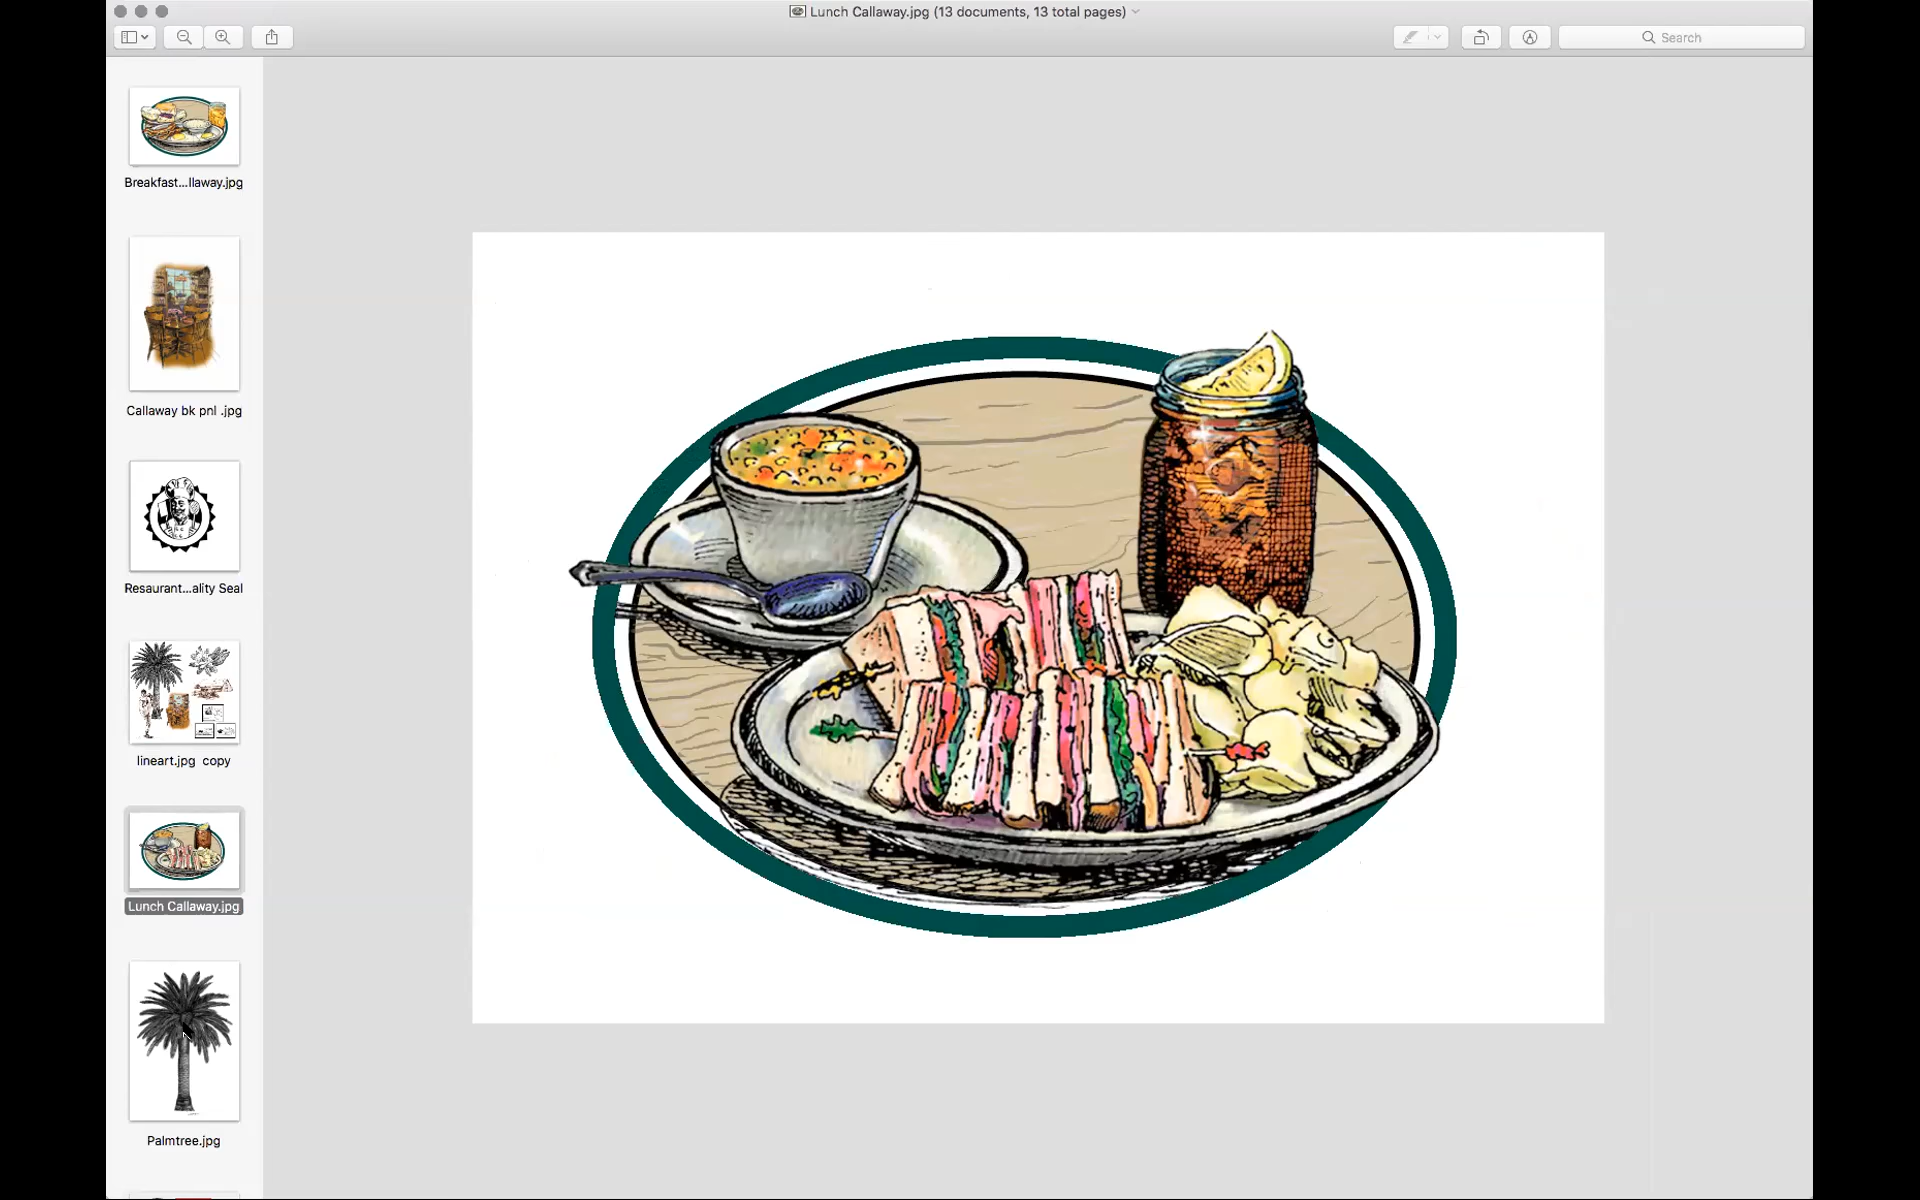 Lunch Callaway.jpg (13 documents, 13 total pages)
Search
Breakfast...llaway.jpg
Callaway bk pnl .jpg
Resaurant...ality Seal
lineart.jpg  copy
Lunch Callaway.jpg
Palmtree.jpg